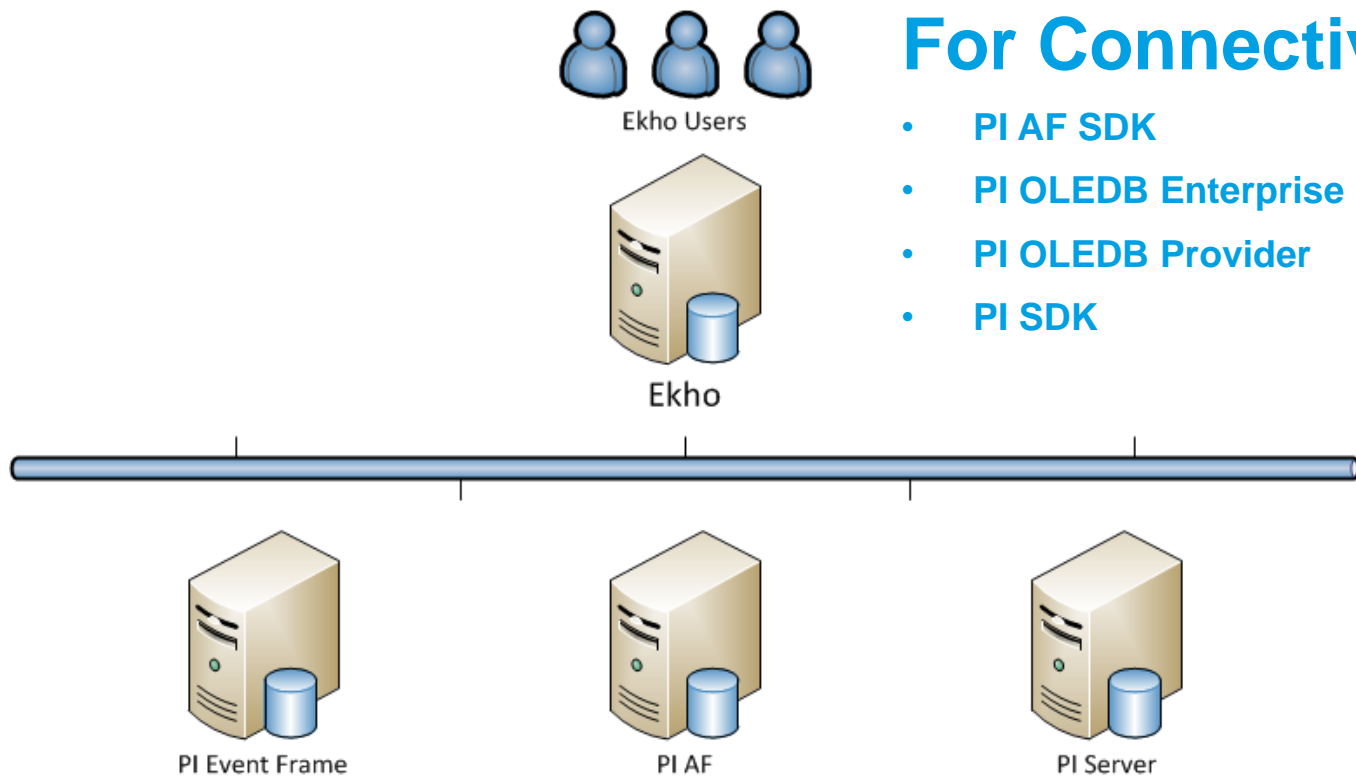 For Connectiv
Ekho Users
• PI AF SDK
• PI OLEDB Enterprise
• PI OLEDB Provider
• PI SDK
Ekho
PI Event Frame
PI AF
PI Server